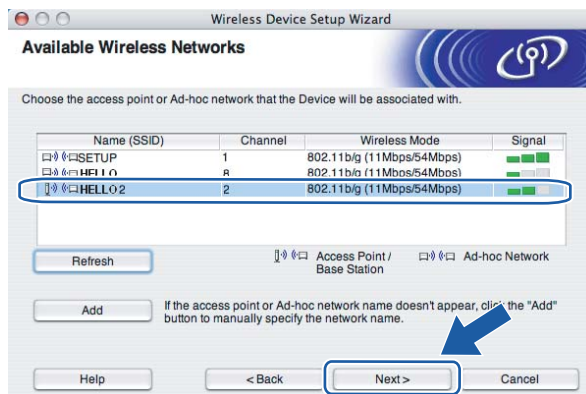 Wireless Device Setup Wizard
Available Wireless Networks
Choose the access point or Ad-hoc network that the Device will be associated with.
Name (SSID) Channel Wireless Mode Signal
SETUP 1 802.11b/g (11Mbps/54Mbps)
HELLO 8 802.11b/g (11Mbps/54Mbps)
HELLO2 2 802.11b/g (11Mbps/54Mbps)
Refresh Access Point / Ad-hoc Network
Base Station
Add If the access point or Ad-hoc network name doesn't appear, click the "Add"
button to manually specify the network name.
Help < Back Next > Cancel